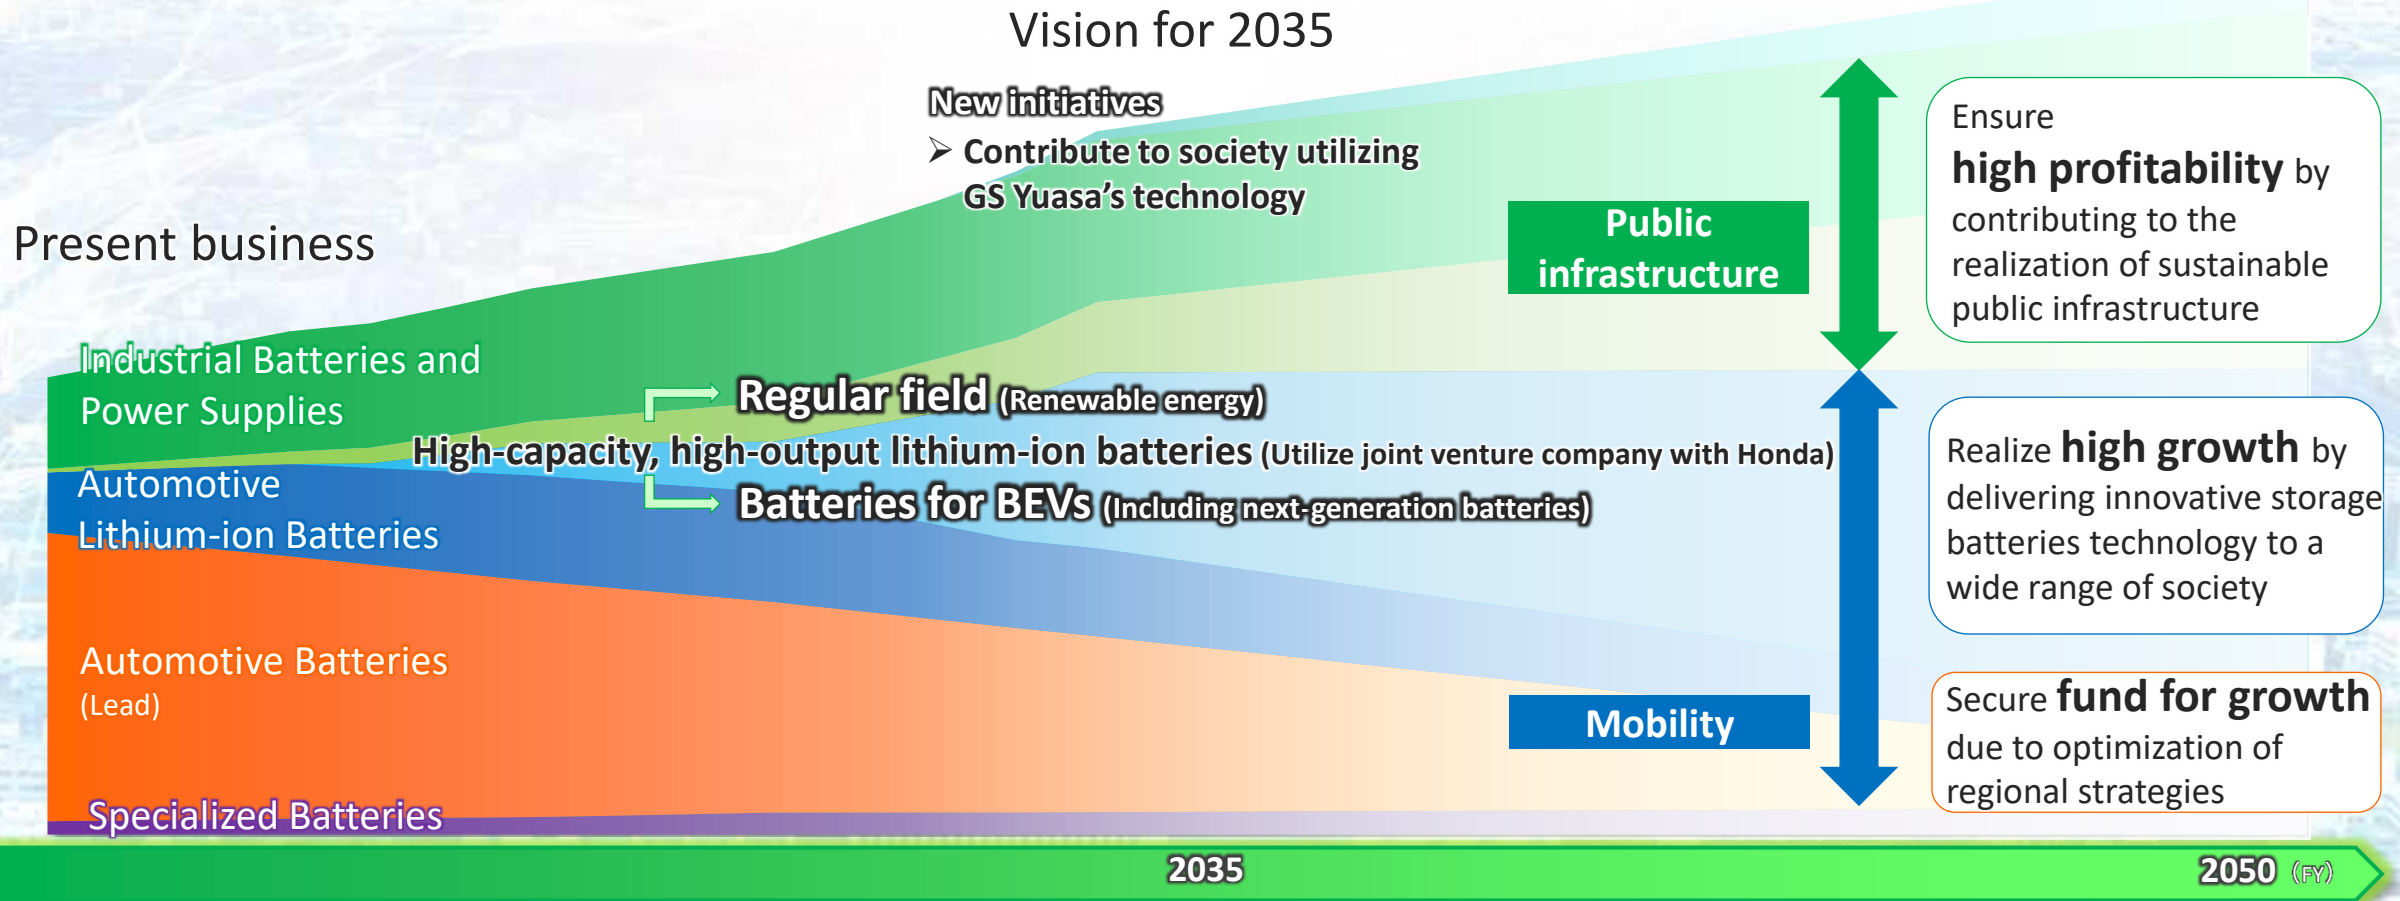 Vision for 2035
New initiatives
➢ Contribute to society utilizing
GS Yuasa’s technology
Present business
Industrial Batteries and
Power Supplies
Automotive
Lithium-ion Batteries
Automotive Batteries
(Lead)
Specialized Batteries
Regular field (Renewable energy)
High-capacity, high-output lithium-ion batteries (Utilize joint venture company with Honda)
Batteries for BEVs (Including next-generation batteries)
Public
infrastructure
Mobility
Ensure
high profitability by
contributing to the
realization of sustainable
public infrastructure
Realize high growth by
delivering innovative storage
batteries technology to a
wide range of society
Secure fund for growth
due to optimization of
regional strategies
2035
2050 (FY)